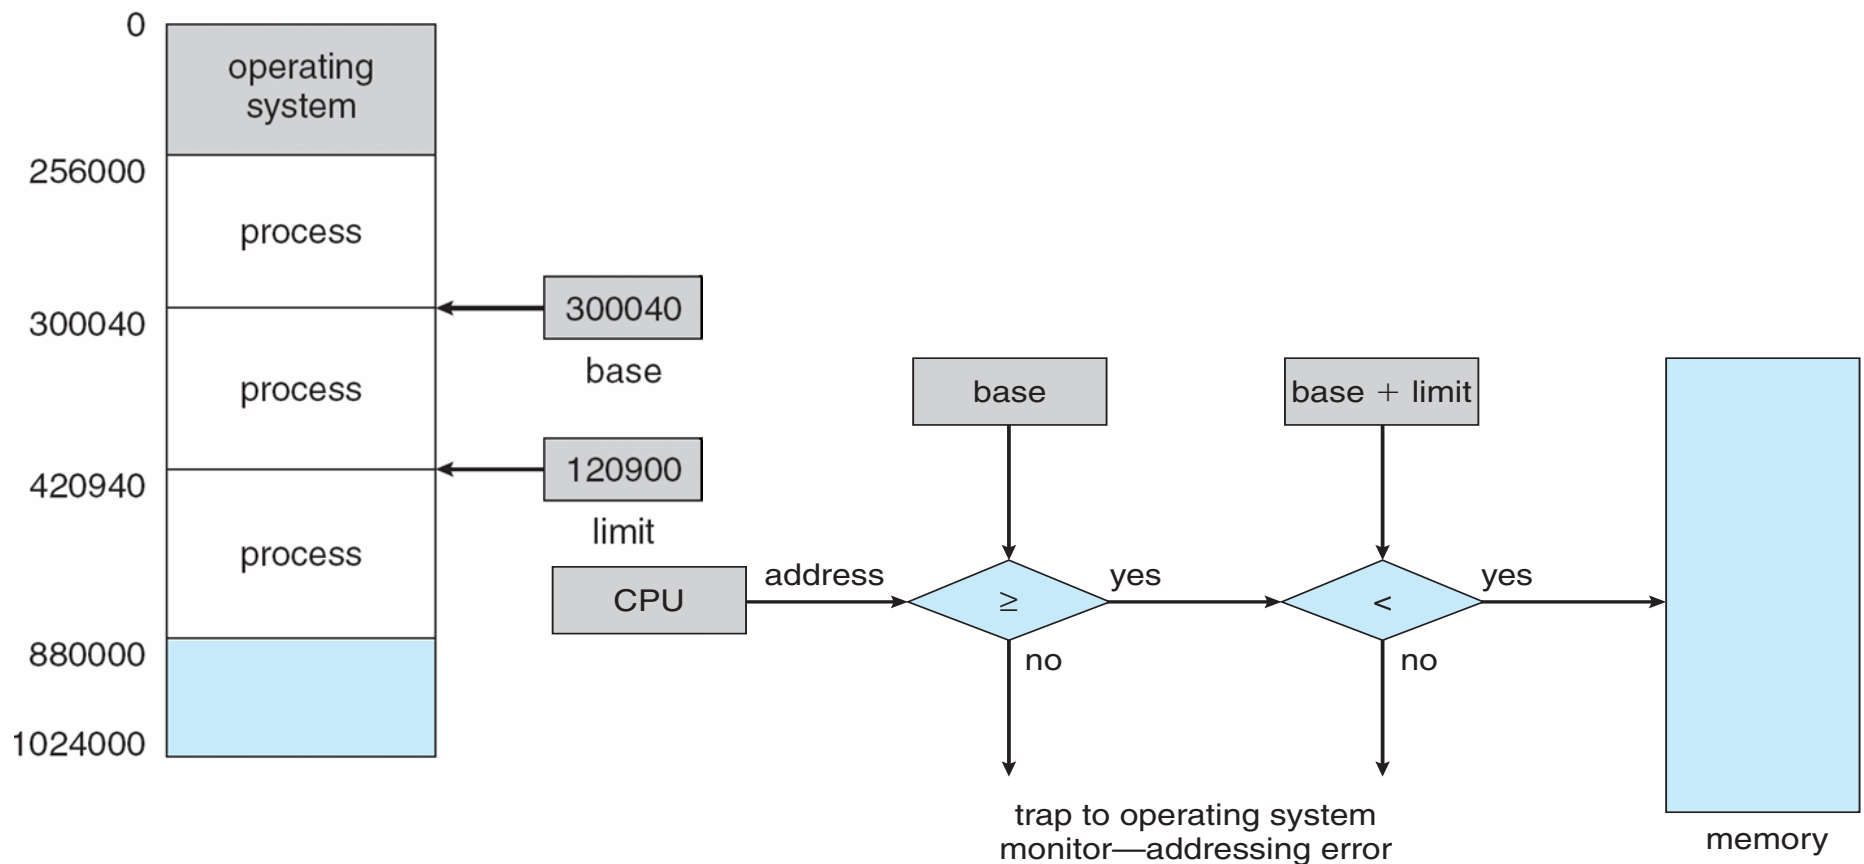 0
operating
system
256000
process
300040
base
300040
process
120900
limit
420940
process
880000
1024000
base
base + limit
CPU
address
≥
yes
<
yes
no
no
trap to operating system
monitor—addressing error
memory